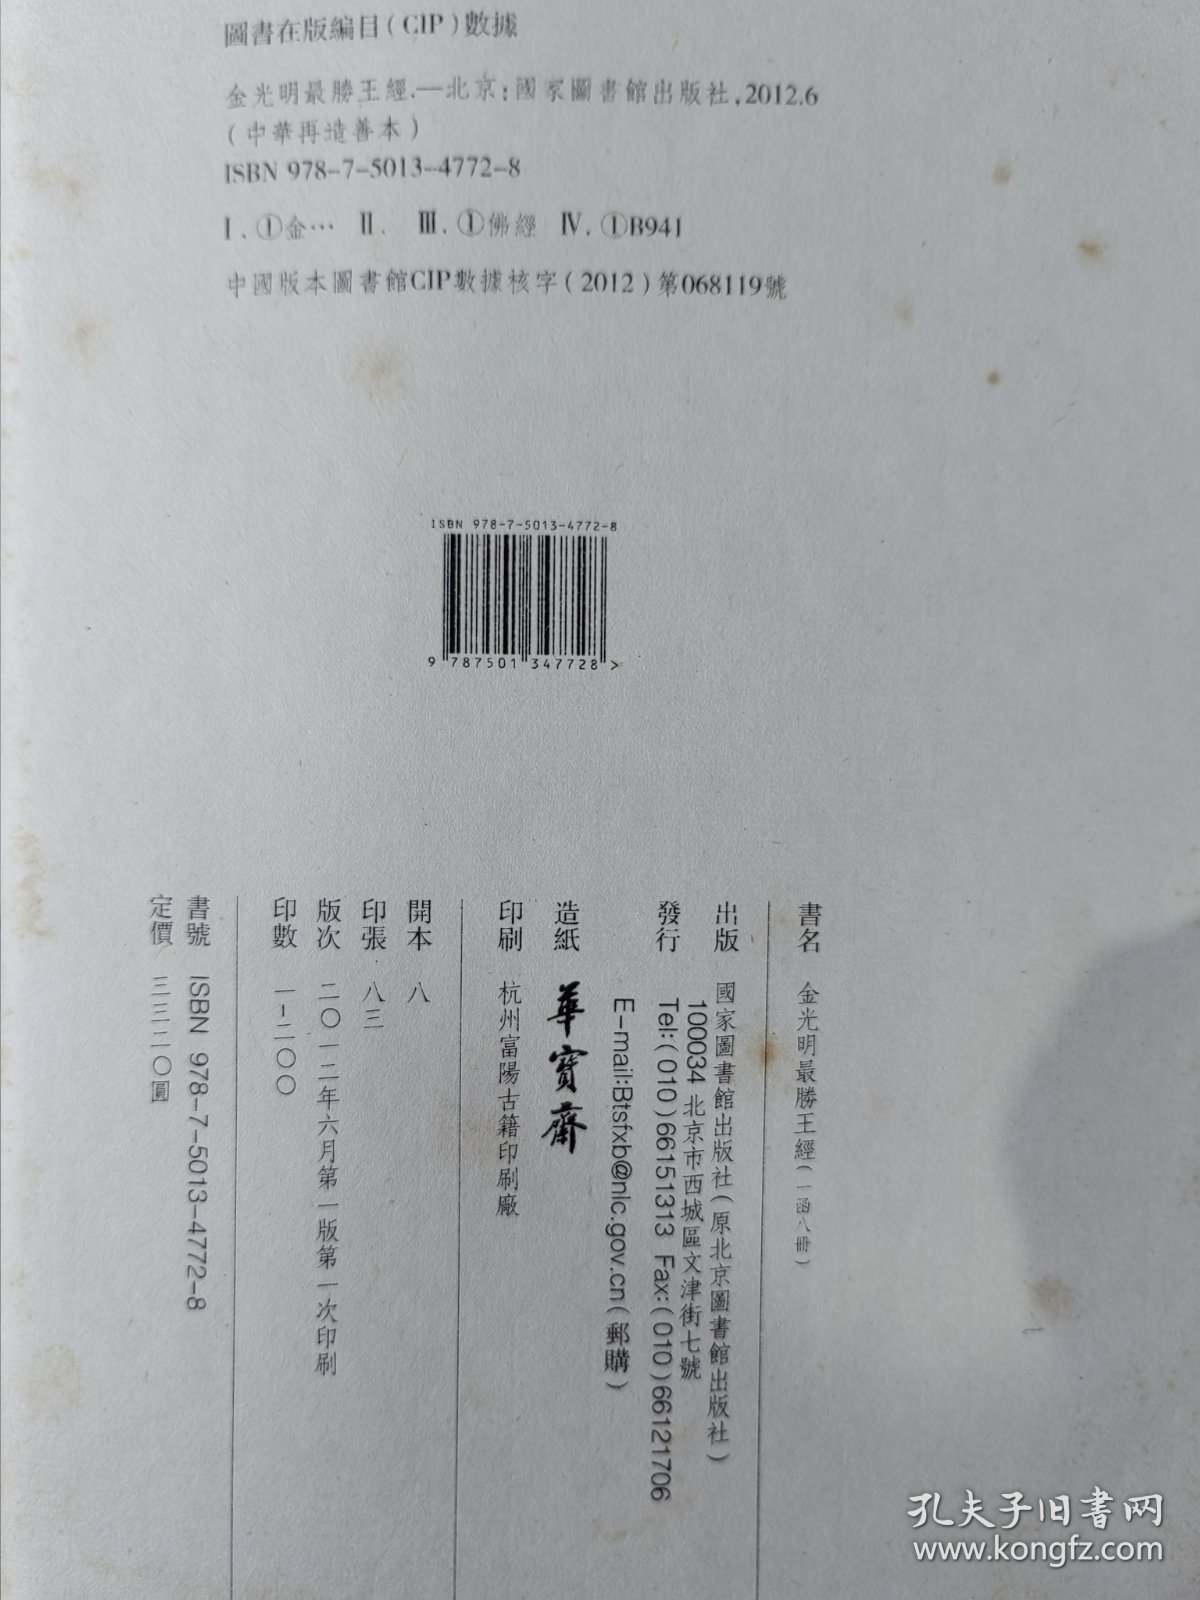 圖書在版編目(CIP)數據
金光明最勝王經.—北京:國家圖書館出版社,2012.6
(中華再造善本)
ISBN 978-7-5013-4772-8
Ⅰ.①金… Ⅱ. Ⅲ.①佛經 Ⅳ.①B941
中國版本圖書館CIP數據核字(2012)第068119號
ISBN 978-7-5013-4772-8
9 787501 347728 >
書名 金光明最勝王經(一函八冊)
出版 國家圖書館出版社(原北京圖書館出版社)
100034 北京市西城區文津街七號
發行 Tel:(010)66151313 Fax:(010)66121706
E-mail:Btsfxb@nlc.gov.cn(郵購)
造紙 華寶齋
印刷 杭州富陽古籍印刷廠
開本 八
印張 八三
版次 二〇一二年六月第一版第一次印刷
印數 一-二〇〇
書號 ISBN 978-7-5013-4772-8
定價 三三二〇圓
孔夫子旧书网
www.kongfz.com